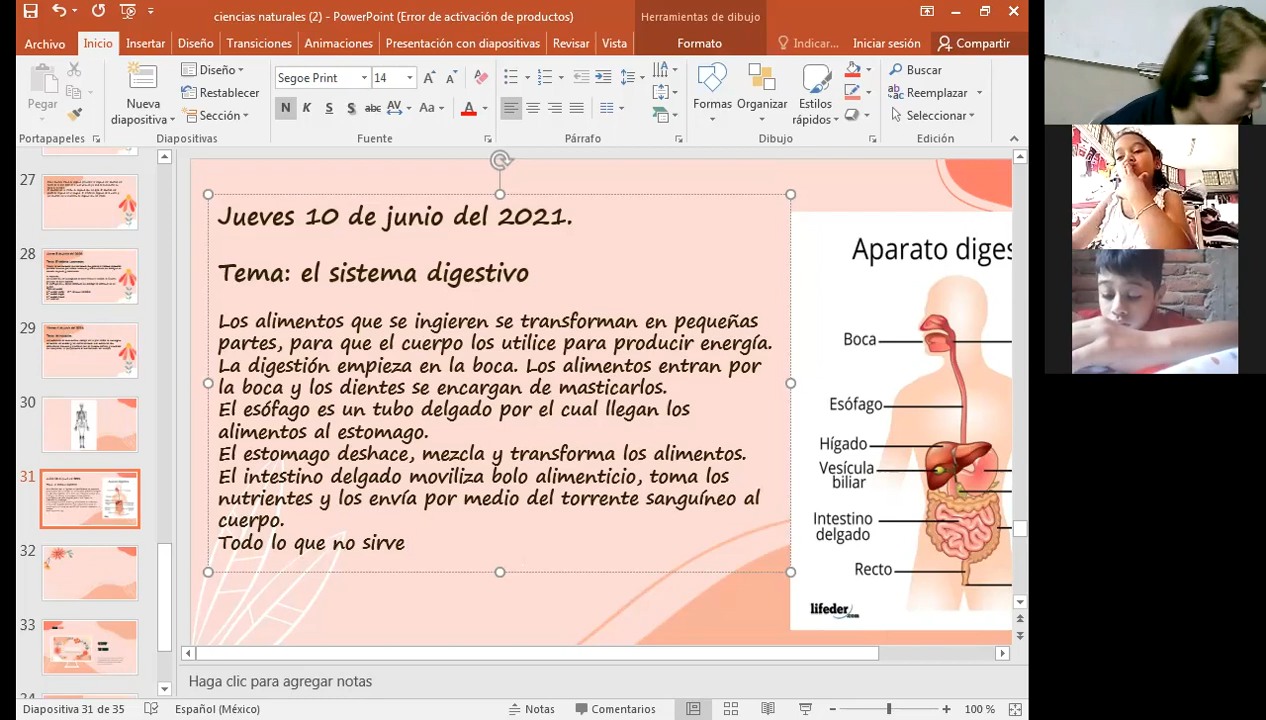 ciencias naturales (2) - PowerPoint (Error de activación de productos)
Herramientas de dibujo
Archivo Inicio Insertar Diseño Transiciones Animaciones Presentación con diapositivas Revisar Vista Formato Indicar... Iniciar sesión Compartir
Pegar
Nueva diapositiva
Diseño
Restablecer
Sección
Segoe Print 14
N K S S abc AV Aa A
Formas Organizar Estilos rápidos
Buscar
Reemplazar
Seleccionar
Portapapeles Diapositivas Fuente Párrafo Dibujo Edición
27
28
29
30
31
32
33
Jueves 10 de junio del 2021.
Tema: el sistema digestivo
Los alimentos que se ingieren se transforman en pequeñas
partes, para que el cuerpo los utilice para producir energía.
La digestión empieza en la boca. Los alimentos entran por
la boca y los dientes se encargan de masticarlos.
El esófago es un tubo delgado por el cual llegan los
alimentos al estomago.
El estomago deshace, mezcla y transforma los alimentos.
El intestino delgado moviliza bolo alimenticio, toma los
nutrientes y los envía por medio del torrente sanguíneo al
cuerpo.
Todo lo que no sirve
Aparato diges
Boca
Esófago
Hígado
Vesícula
biliar
Intestino
delgado
Recto
lifeder.com
Haga clic para agregar notas
Diapositiva 31 de 35 Español (México) Notas Comentarios 100 %